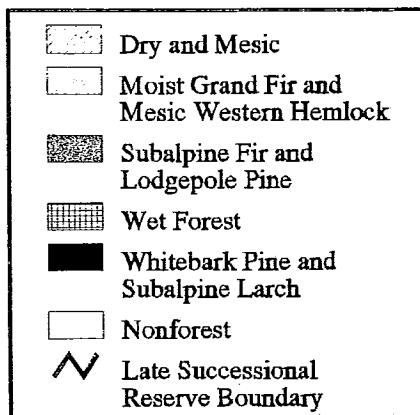 Dry and Mesic
Moist Grand Fir and
Mesic Western Hemlock
Subalpine Fir and
Lodgepole Pine
Wet Forest
Whitebark Pine and
Subalpine Larch
Nonforest
Late Successional
Reserve Boundary